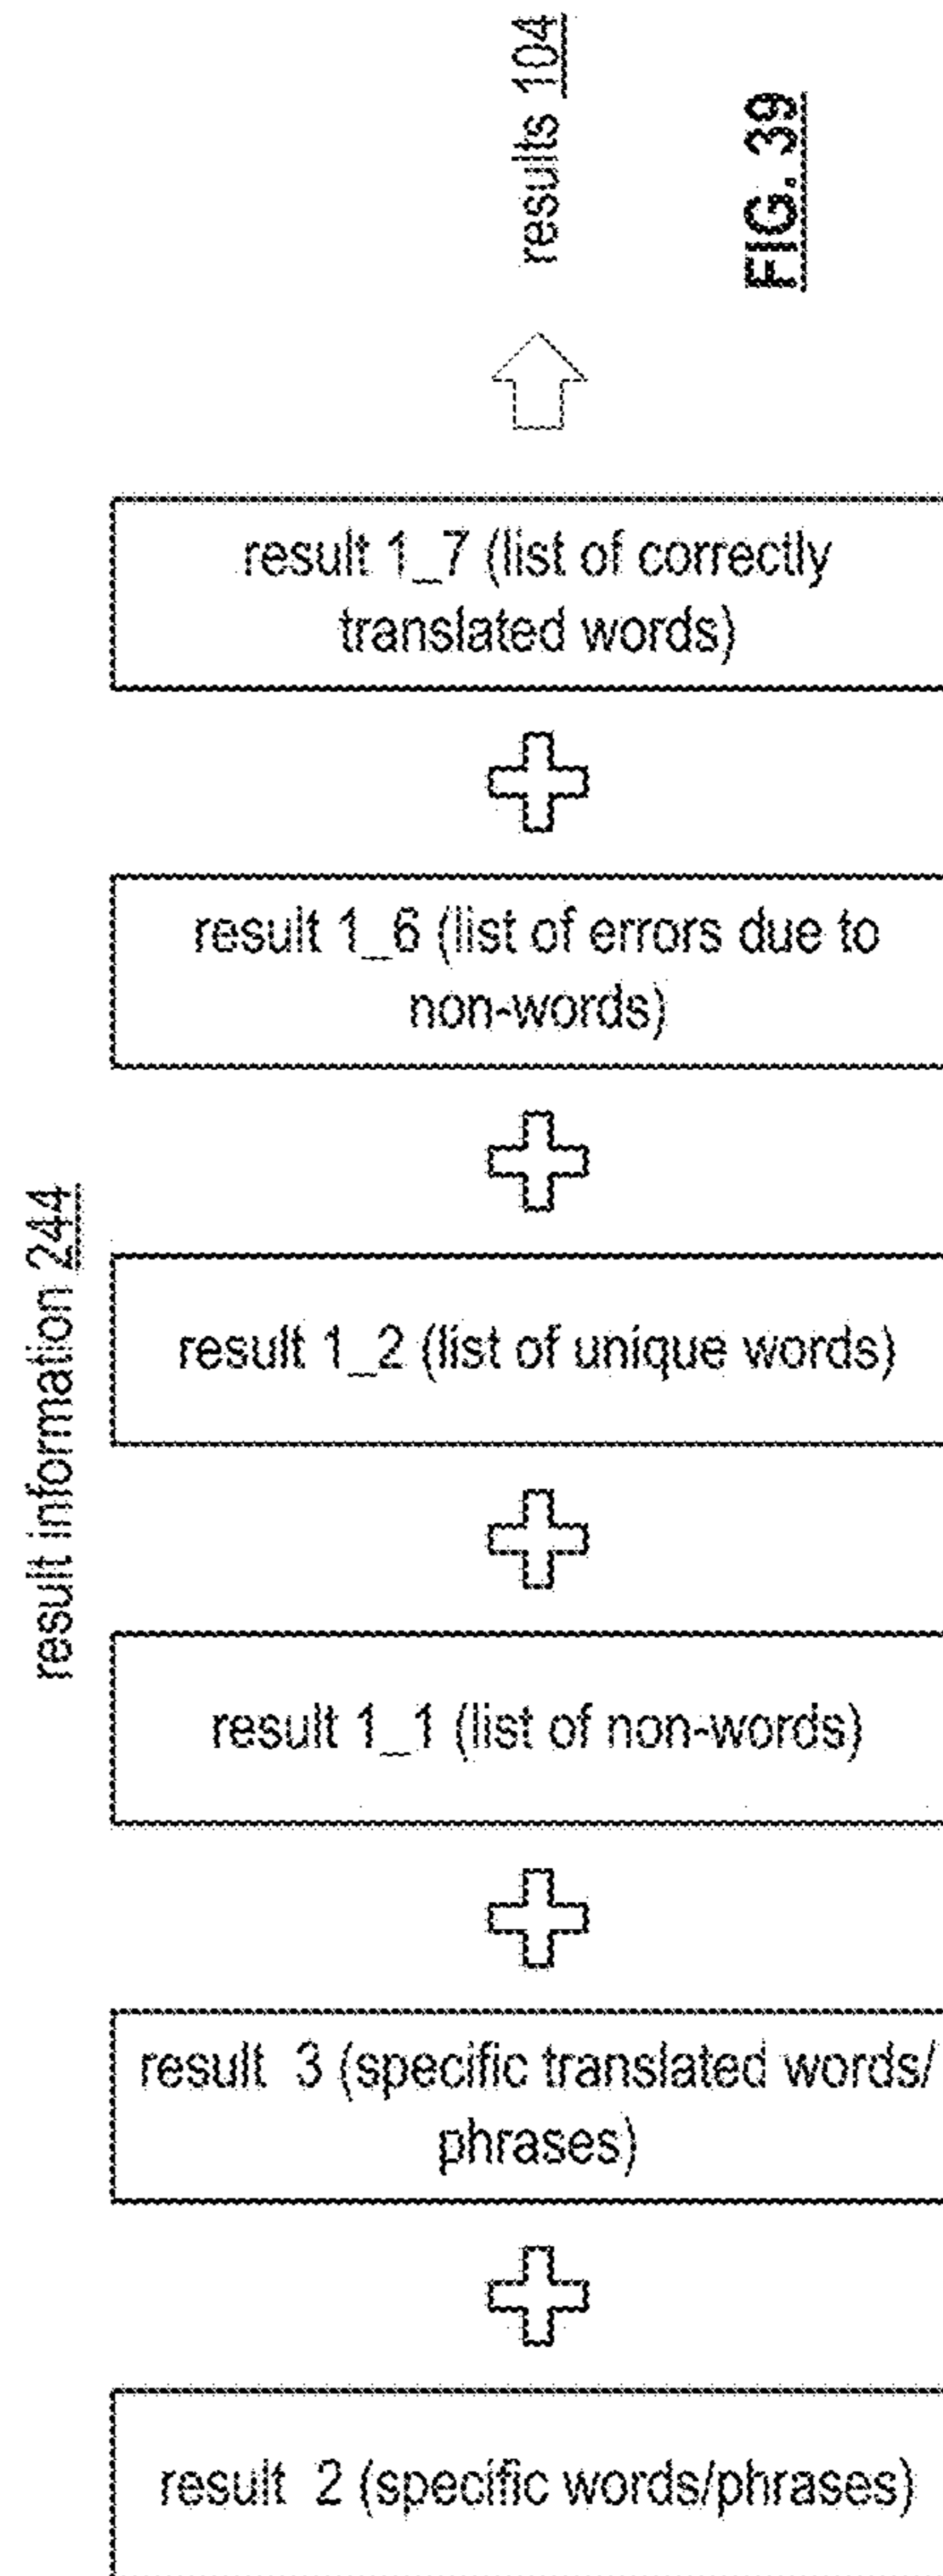 results 104
FIG. 39
result 1_7 (list of correctly
translated words)
result 1_6 (list of errors due to
non-words)
result information 244
result 1_2 (list of unique words)
result 1_1 (list of non-words)
result 3 (specific translated words/
phrases)
result 2 (specific words/phrases)